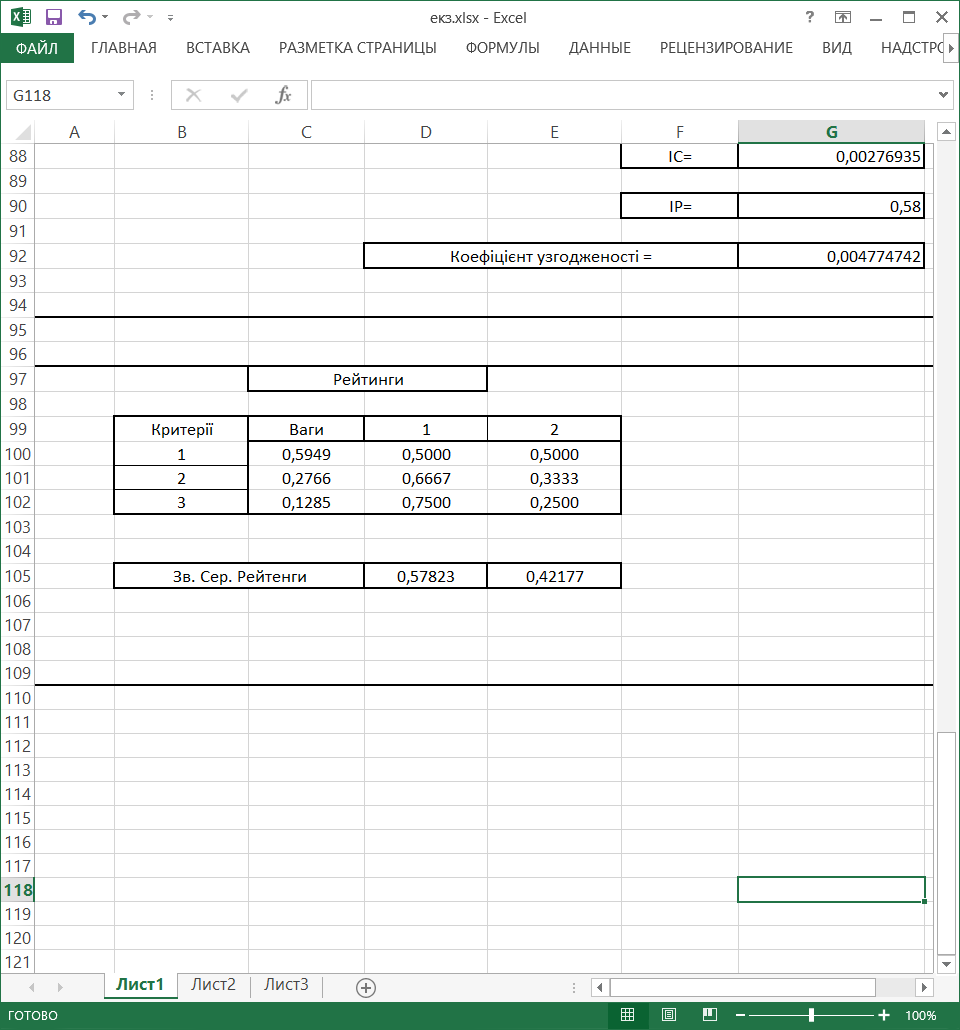 екз.xlsx - Excel
ФАЙЛ ГЛАВНАЯ ВСТАВКА РАЗМЕТКА СТРАНИЦЫ ФОРМУЛЫ ДАННЫЕ РЕЦЕНЗИРОВАНИЕ ВИД НАДСТРО
G118 fx
A B C D E F G
88 ІС= 0,00276935
89
90 ІР= 0,58
91
92 Коефіцієнт узгодженості = 0,004774742
93
94
95
96
97 Рейтинги
98
99 Критерії Ваги 1 2
100 1 0,5949 0,5000 0,5000
101 2 0,2766 0,6667 0,3333
102 3 0,1285 0,7500 0,2500
103
104
105 Зв. Сер. Рейтенги 0,57823 0,42177
106
107
108
109
110
111
112
113
114
115
116
117
118
119
120
121
Лист1 Лист2 Лист3
ГОТОВО 100%